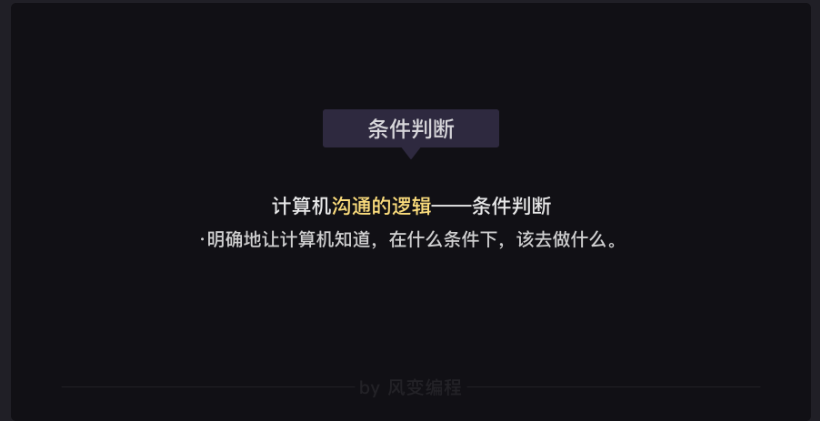 条件判断
计算机沟通的逻辑——条件判断
·明确地让计算机知道，在什么条件下，该去做什么。
by 风变编程